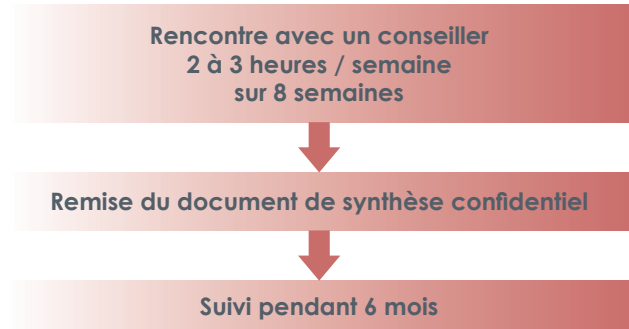 Rencontre avec un conseiller
2 à 3 heures / semaine
sur 8 semaines
Remise du document de synthèse confidentiel
Suivi pendant 6 mois